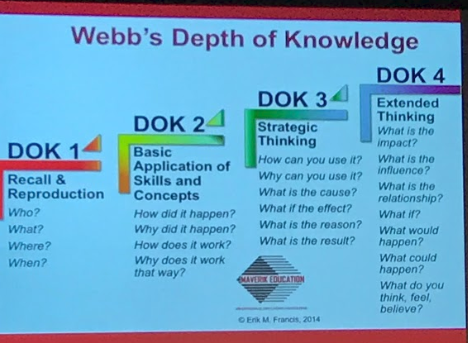 Webb's Depth of Knowledge
DOK 1
Recall &
Reproduction
Who?
What?
Where?
When?
DOK 2
Basic
Application of
Skills and
Concepts
How did it happen?
Why did it happen?
How does it work?
Why does it work
that way?
DOK 3
Strategic
Thinking
How can you use it?
Why can you use it?
What is the cause?
What if the effect?
What is the reason?
What is the result?
DOK 4
Extended
Thinking
What is the
impact?
What is the
influence?
What is the
relationship?
What if?
What would
happen?
What could
happen?
What do you
think, feel,
believe?
MAVERIK EDUCATION
© Erik M. Francis, 2014